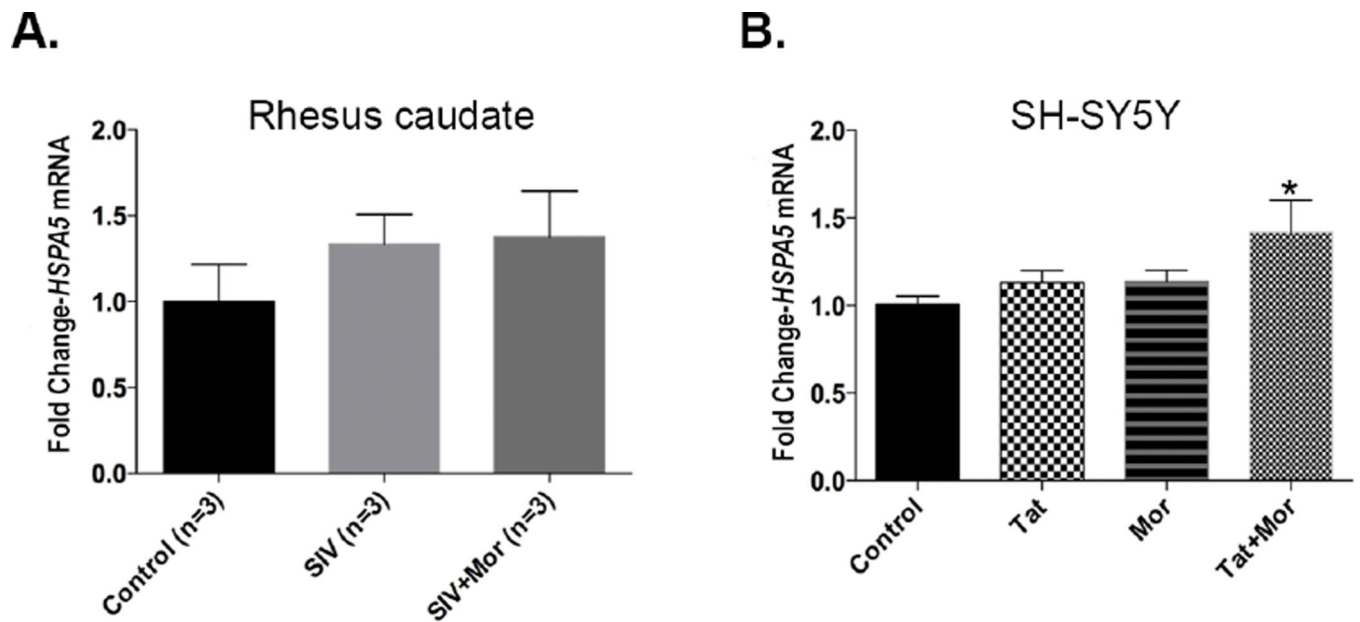 A.
Rhesus caudate
Fold Change-HSPA5 mRNA
2.0
1.5
1.0
0.5
0.0
Control (n=3)
SIV (n=3)
SIV+Mor (n=3)
B.
SH-SY5Y
Fold Change-HSPA5 mRNA
2.0
1.5
1.0
0.5
0.0
*
Control
Tat
Mor
Tat+Mor